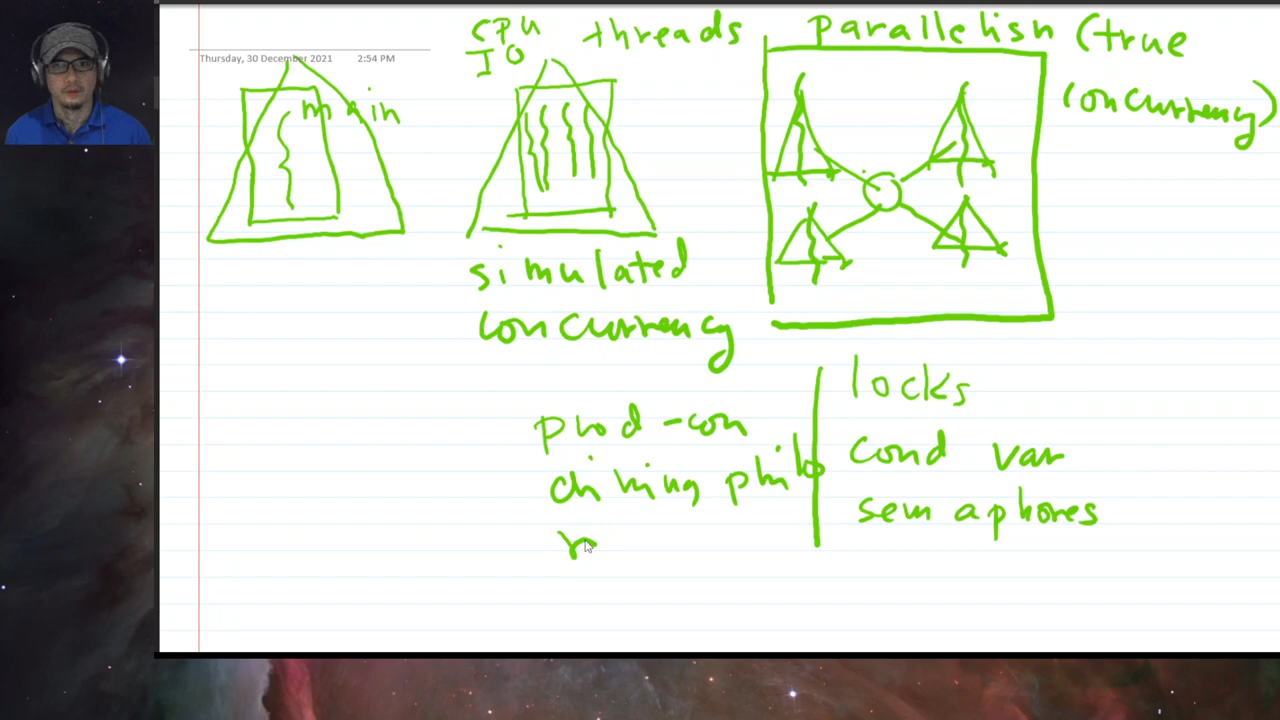 Thursday, 30 December 2021 2:54 PM
main
CPU
IO
threads
simulated
concurrency
parallelism (true
concurrency)
prod-con
dining philo
r
locks
cond var
semaphores